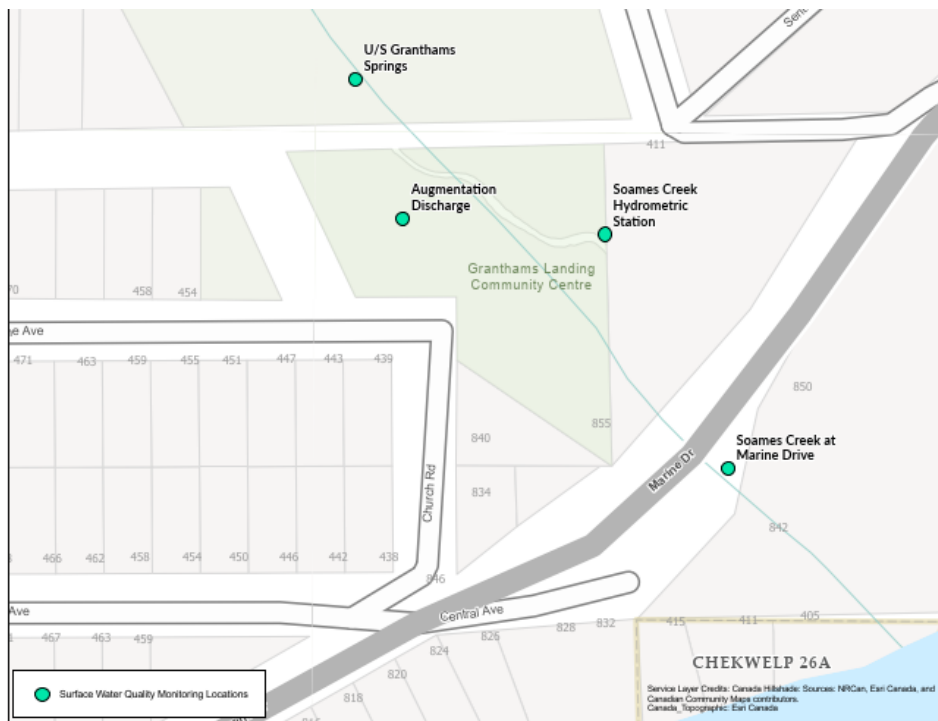 U/S Granthams
Springs
Augmentation
Discharge
Soames Creek
Hydrometric
Station
411
Granthams Landing
Community Centre
70
458
454
471
463
459
455
451
447
443
439
Church Rd
840
834
855
850
Soames Creek at
Marine Drive
Marine Dr
842
466
462
458
454
450
446
442
438
846
Ave
Central Ave
467
463
459
824
826
828
832
415
411
405
820
818
CHEKWELP 26A
Surface Water Quality Monitoring Locations
Service Layer Credits: Canada Hillshade: Sources: NRCan, Esri Canada, and
Canadian Community Maps contributors.
Canada_Topographic: Esri Canada